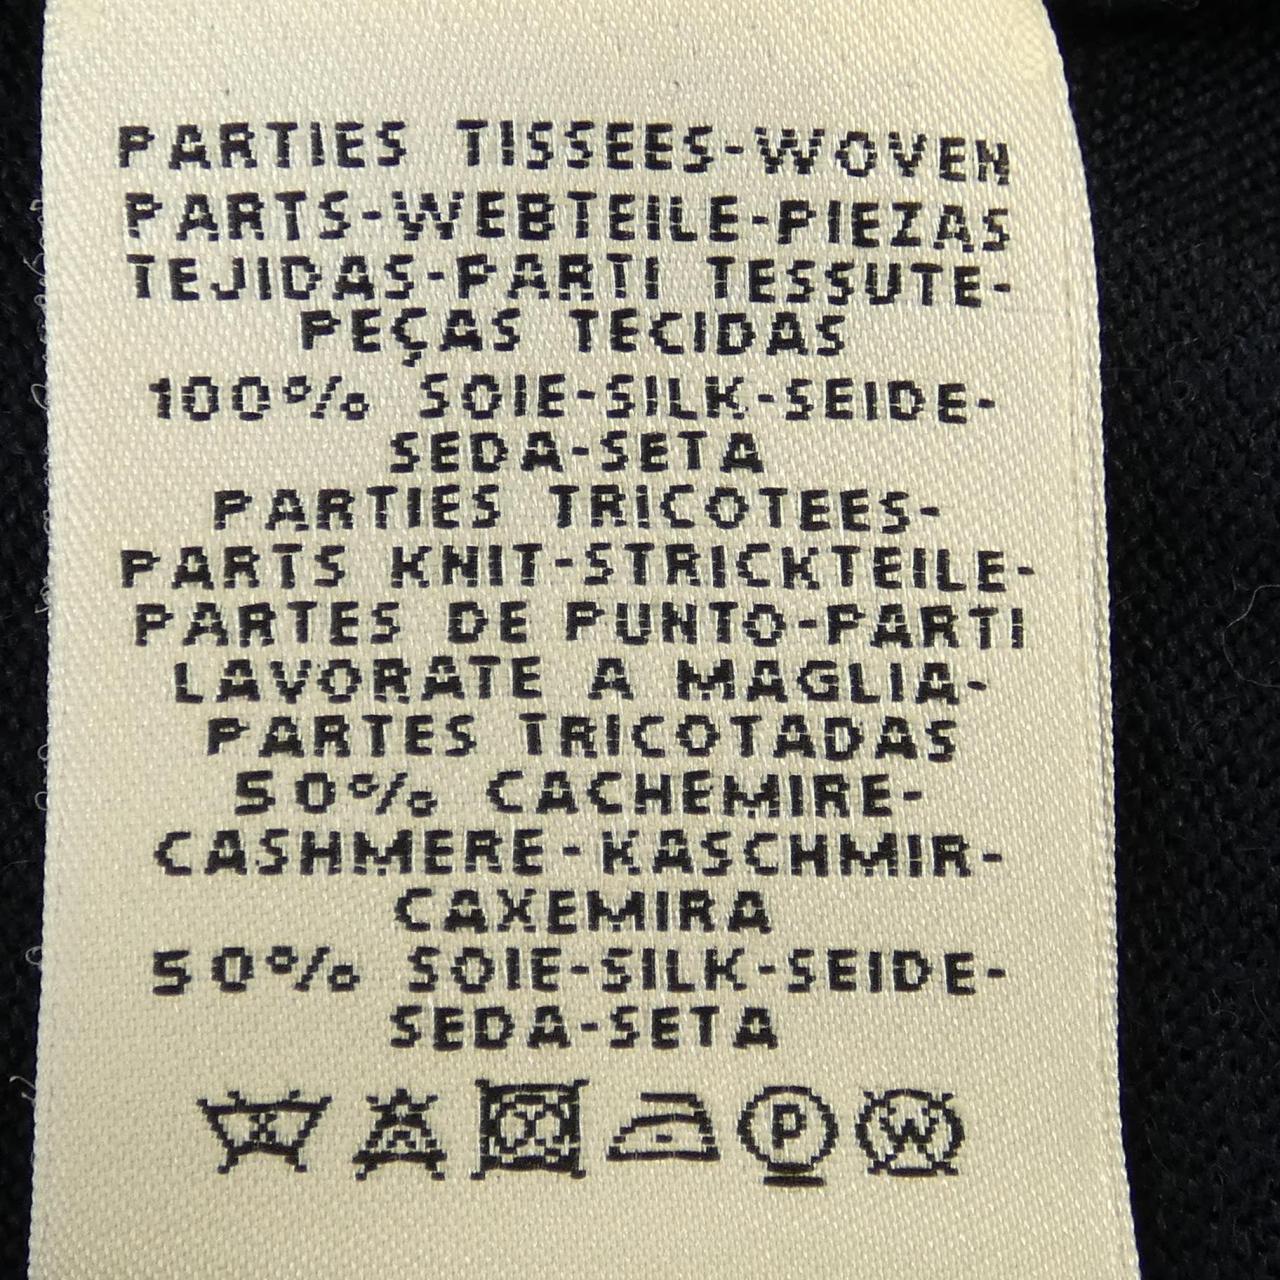 PARTIES TISSEES-WOVEN
PARTS-WEBTEILE-PIEZAS
TEJIDAS-PARTI TESSUTE-
PEÇAS TECIDAS
100% SOIE-SILK-SEIDE-
SEDA-SETA
PARTIES TRICOTEES-
PARTS KNIT-STRICKTEILE-
PARTES DE PUNTO-PARTI
LAVORATE A MAGLIA-
PARTES TRICOTADAS
50% CACHEMIRE-
CASHMERE-KASCHMIR-
CAXEMIRA
50% SOIE-SILK-SEIDE-
SEDA-SETA
P W